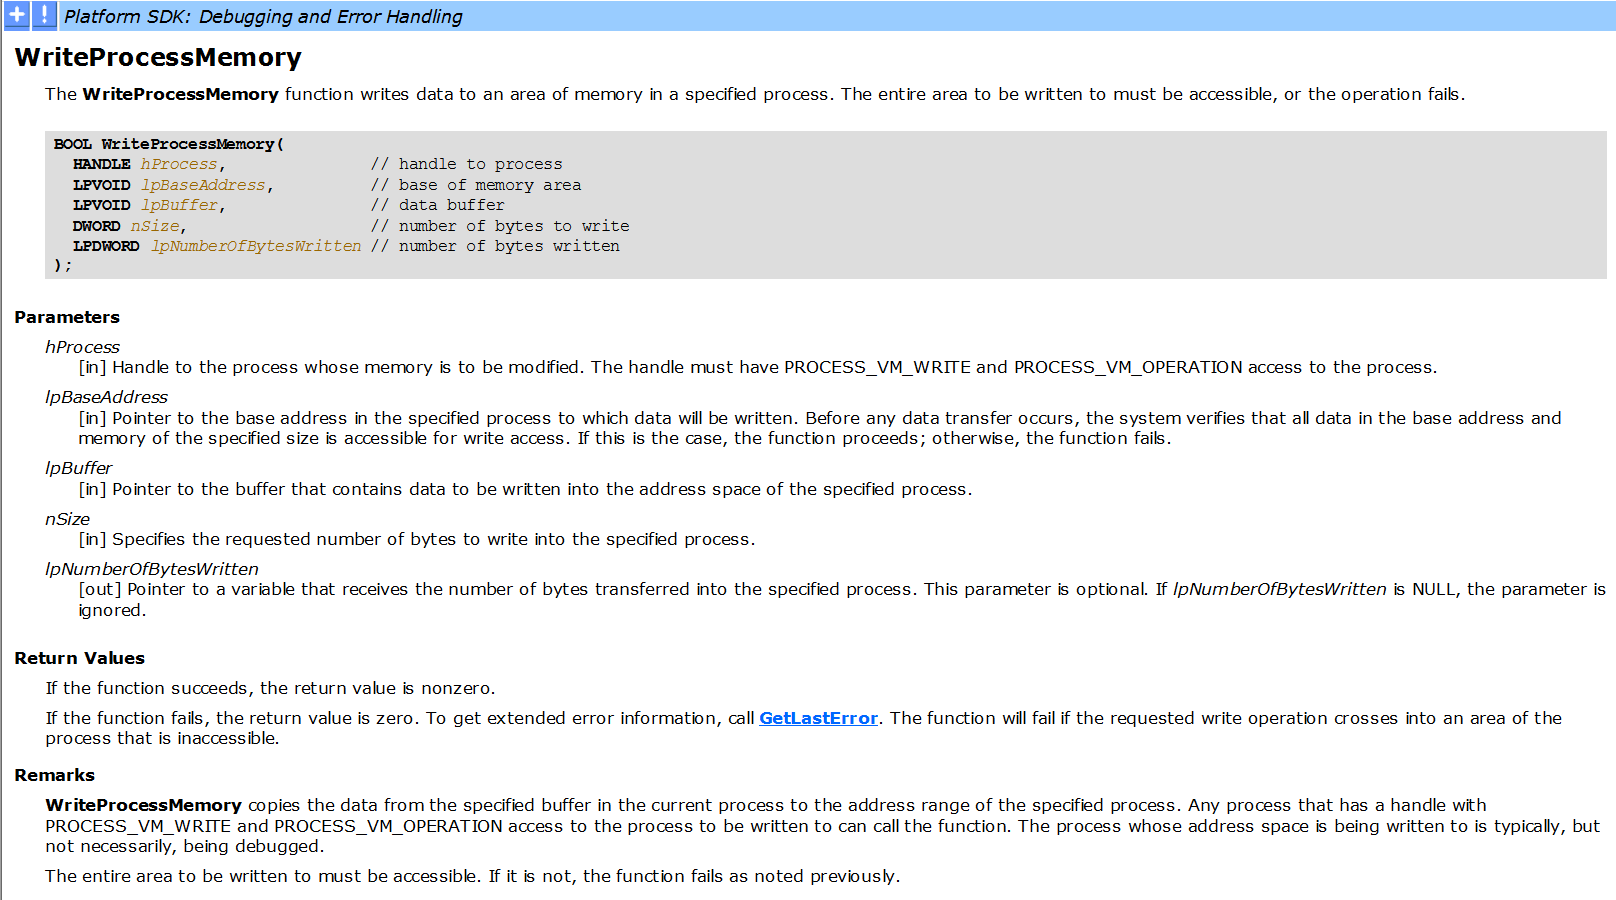 Platform SDK: Debugging and Error Handling
WriteProcessMemory
The WriteProcessMemory function writes data to an area of memory in a specified process. The entire area to be written to must be accessible, or the operation fails.
BOOL WriteProcessMemory(
  HANDLE hProcess,               // handle to process
  LPVOID lpBaseAddress,          // base of memory area
  LPVOID lpBuffer,               // data buffer
  DWORD nSize,                   // number of bytes to write
  LPDWORD lpNumberOfBytesWritten // number of bytes written
);
Parameters
hProcess
[in] Handle to the process whose memory is to be modified. The handle must have PROCESS_VM_WRITE and PROCESS_VM_OPERATION access to the process.
lpBaseAddress
[in] Pointer to the base address in the specified process to which data will be written. Before any data transfer occurs, the system verifies that all data in the base address and
memory of the specified size is accessible for write access. If this is the case, the function proceeds; otherwise, the function fails.
lpBuffer
[in] Pointer to the buffer that contains data to be written into the address space of the specified process.
nSize
[in] Specifies the requested number of bytes to write into the specified process.
lpNumberOfBytesWritten
[out] Pointer to a variable that receives the number of bytes transferred into the specified process. This parameter is optional. If lpNumberOfBytesWritten is NULL, the parameter is
ignored.
Return Values
If the function succeeds, the return value is nonzero.
If the function fails, the return value is zero. To get extended error information, call GetLastError. The function will fail if the requested write operation crosses into an area of the
process that is inaccessible.
Remarks
WriteProcessMemory copies the data from the specified buffer in the current process to the address range of the specified process. Any process that has a handle with
PROCESS_VM_WRITE and PROCESS_VM_OPERATION access to the process to be written to can call the function. The process whose address space is being written to is typically, but
not necessarily, being debugged.
The entire area to be written to must be accessible. If it is not, the function fails as noted previously.